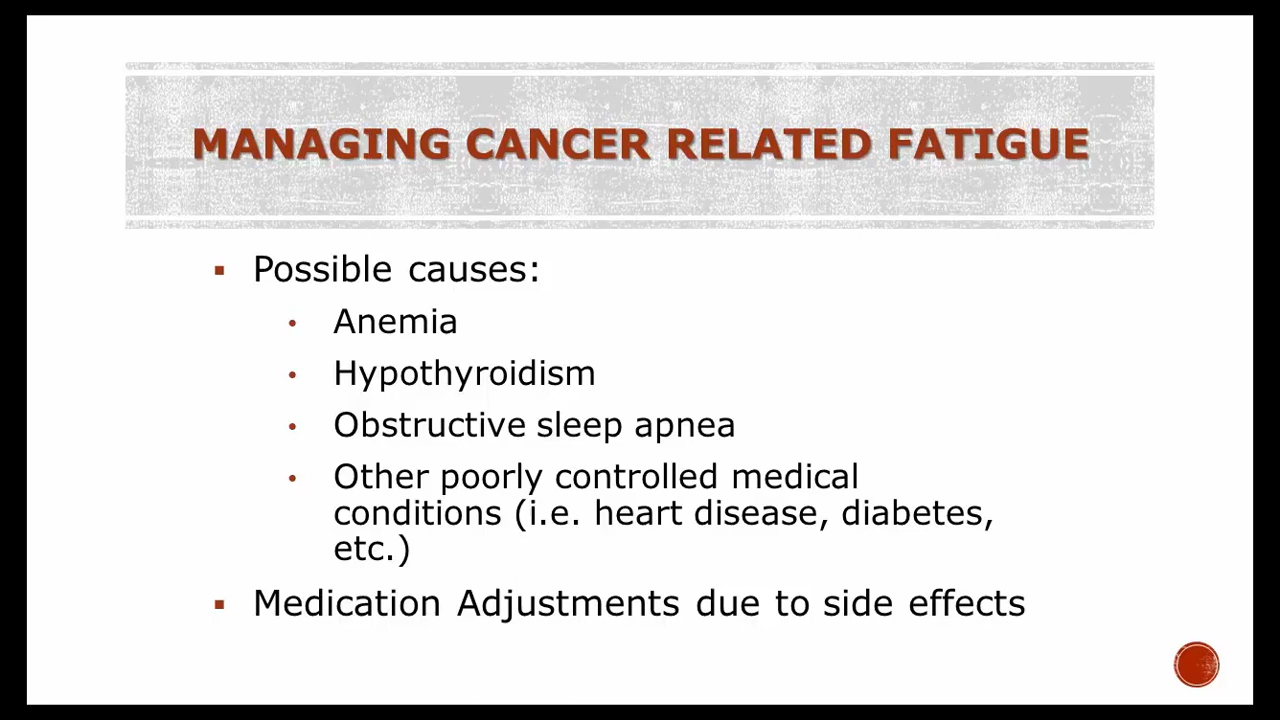 MANAGING CANCER RELATED FATIGUE
▪ Possible causes:
• Anemia
• Hypothyroidism
• Obstructive sleep apnea
• Other poorly controlled medical
conditions (i.e. heart disease, diabetes,
etc.)
▪ Medication Adjustments due to side effects